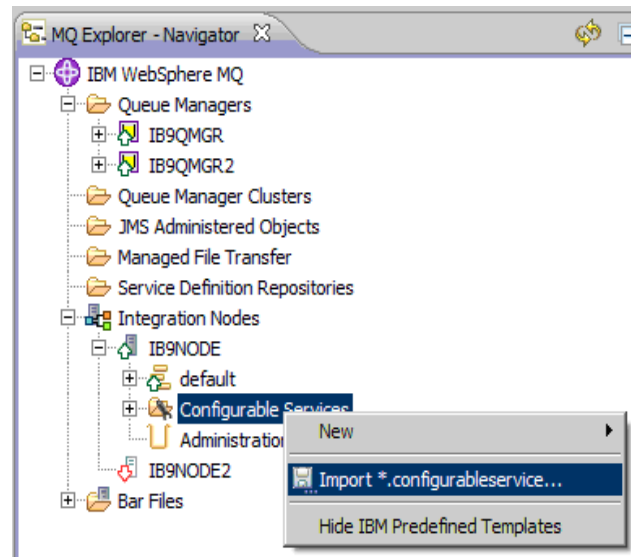 MQ Explorer - Navigator
IBM WebSphere MQ
Queue Managers
IB9QMGR
IB9QMGR2
Queue Manager Clusters
JMS Administered Objects
Managed File Transfer
Service Definition Repositories
Integration Nodes
IB9NODE
default
Configurable Services
New
Administration
Import *.configurableservice...
IB9NODE2
Bar Files
Hide IBM Predefined Templates